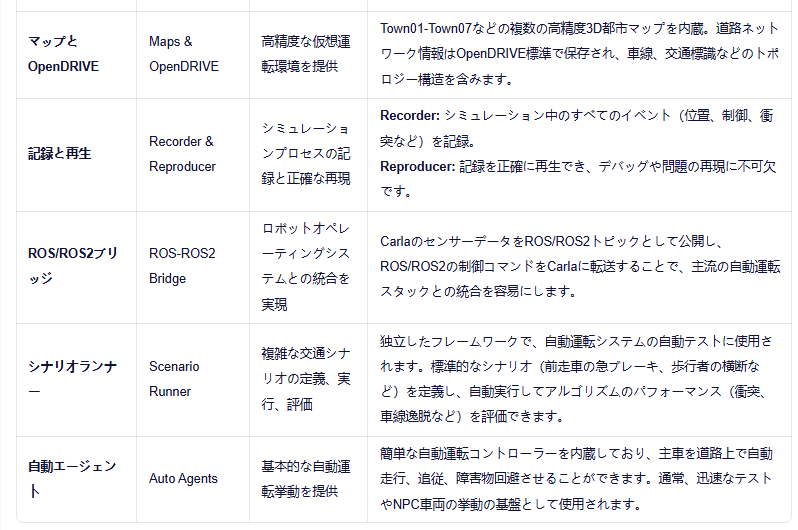 マップと
OpenDRIVE
Maps &
OpenDRIVE
高精度な仮想運
転環境を提供
Town01-Town07などの複数の高精度3D都市マップを内蔵。道路ネット
ワーク情報はOpenDRIVE標準で保存され、車線、交通標識などのトポ
ロジー構造を含みます。
記録と再生
Recorder &
Reproducer
シミュレーショ
ンプロセスの記
録と正確な再現
Recorder: シミュレーション中のすべてのイベント（位置、制御、衝
突など）を記録。
Reproducer: 記録を正確に再生でき、デバッグや問題の再現に不可欠
です。
ROS/ROS2ブリ
ッジ
ROS-ROS2
Bridge
ロボットオペレ
ーティングシス
テムとの統合を
実現
CarlaのセンサーデータをROS/ROS2トピックとして公開し、
ROS/ROS2の制御コマンドをCarlaに転送することで、主流の自動運転
スタックとの統合を容易にします。
シナリオランナ
ー
Scenario
Runner
複雑な交通シナ
リオの定義、実
行、評価
独立したフレームワークで、自動運転システムの自動テストに使用さ
れます。標準的なシナリオ（前走車の急ブレーキ、歩行者の横断な
ど）を定義し、自動実行してアルゴリズムのパフォーマンス（衝突、
車線逸脱など）を評価できます。
自動エージェン
ト
Auto Agents
基本的な自動運
転挙動を提供
簡単な自動運転コントローラーを内蔵しており、主車を道路上で自動
走行、追従、障害物回避させることができます。通常、迅速なテスト
やNPC車両の挙動の基盤として使用されます。